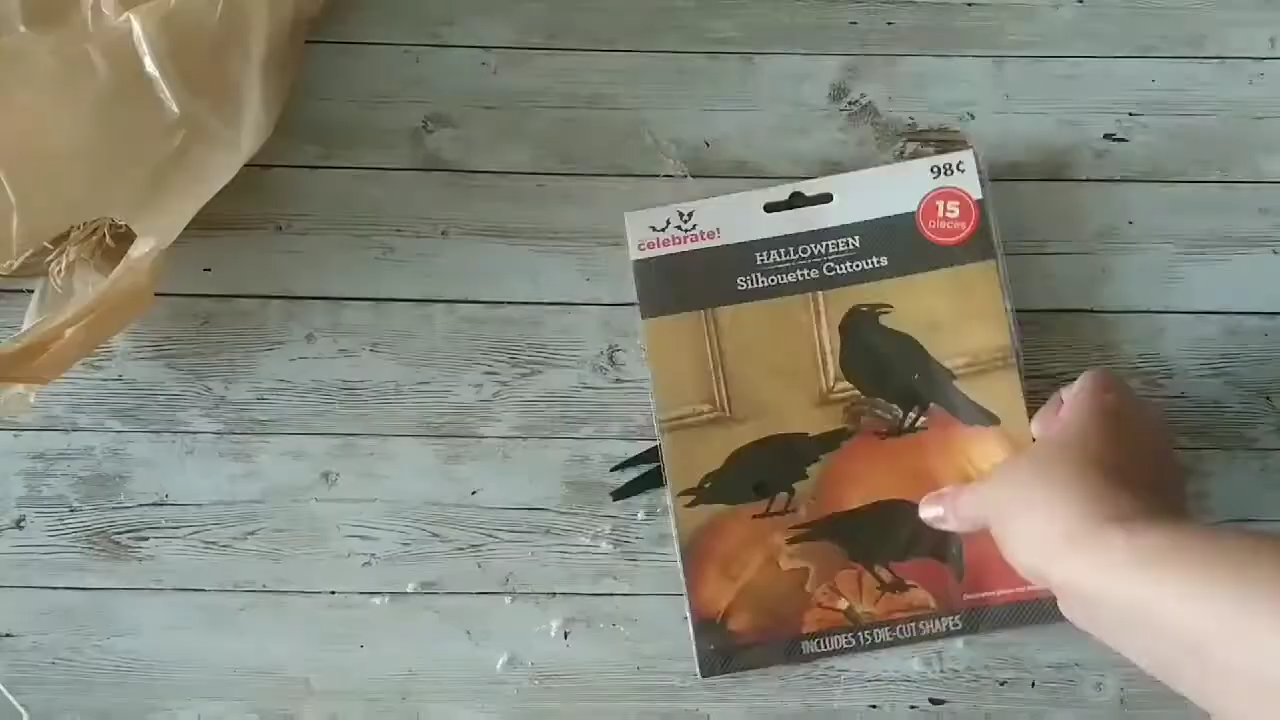 98¢
15
pieces
celebrate!
HALLOWEEN
Silhouette Cutouts
INCLUDES 15 DIE-CUT SHAPES